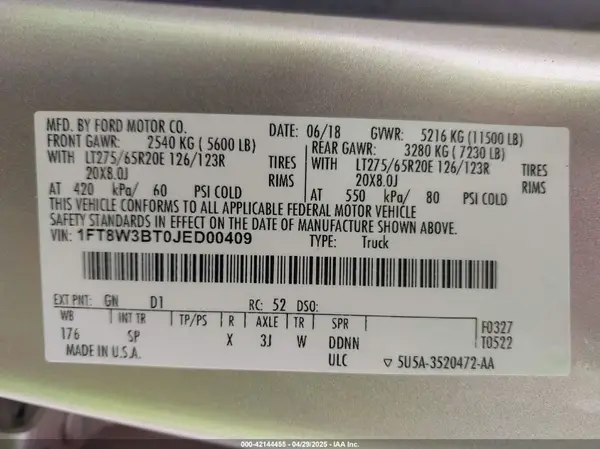 MFD. BY FORD MOTOR CO. DATE: 06/18 GVWR: 5216 KG (11500 LB)
FRONT GAWR: 2540 KG ( 5600 LB) REAR GAWR: 3280 KG ( 7230 LB)
WITH LT275/65R20E 126/123R TIRES WITH LT275/65R20E 126/123R TIRES
20X8.0J RIMS 20X8.0J RIMS
AT 420 kPa/ 60 PSI COLD AT 550 kPa/ 80 PSI COLD
THIS VEHICLE CONFORMS TO ALL APPLICABLE FEDERAL MOTOR VEHICLE
SAFETY STANDARDS IN EFFECT ON THE DATE OF MANUFACTURE SHOWN ABOVE.
VIN: 1FT8W3BT0JED00409 TYPE: Truck
EXT PNT: GN D1 RC: 52 DSO:
WB INT TR TP/PS R AXLE TR SPR F0327
176 SP X 3J W DDNN T0522
MADE IN U.S.A. ULC 5U5A-3520472-AA
000-42144455 - 04/29/2025 - IAA Inc.